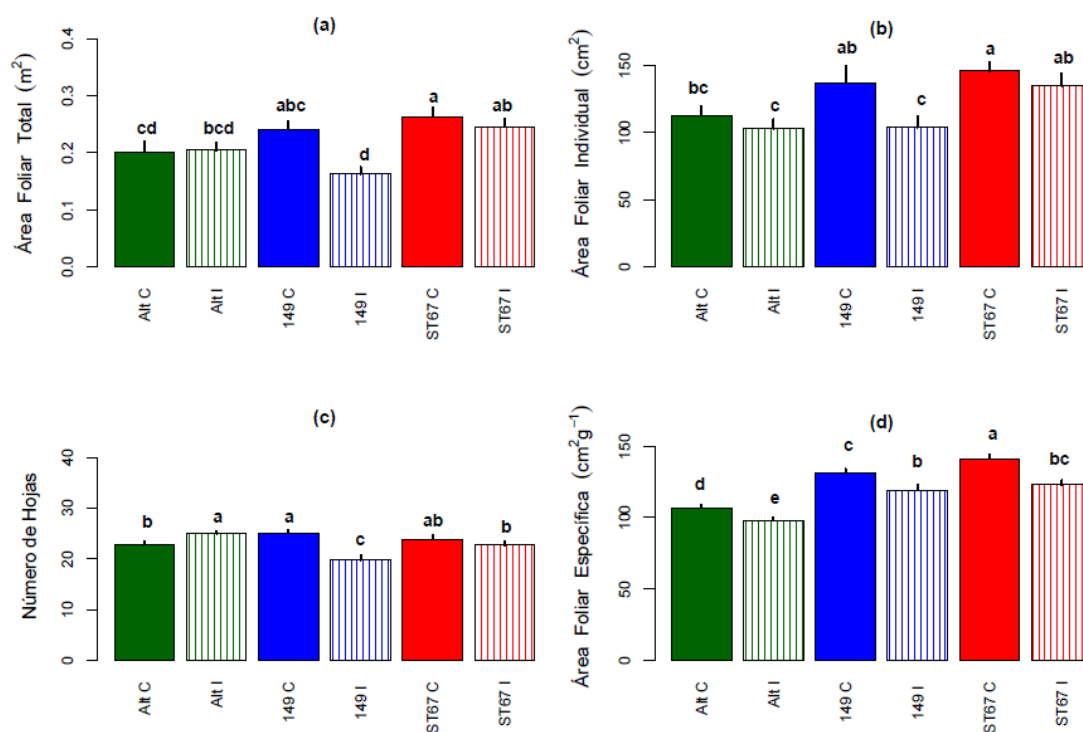 (a)
Área Foliar Total (m²)
0.0 0.1 0.2 0.3 0.4
cd bcd abc d a ab
Alt C Alt I 149 C 149 I ST67 C ST67 I
(b)
Área Foliar Individual (cm²)
0 50 100 150
bc c ab c a ab
Alt C Alt I 149 C 149 I ST67 C ST67 I
(c)
Número de Hojas
0 10 20 30 40
b a a c ab b
Alt C Alt I 149 C 149 I ST67 C ST67 I
(d)
Área Foliar Específica (cm²g⁻¹)
0 50 100 150
d e c b a bc
Alt C Alt I 149 C 149 I ST67 C ST67 I